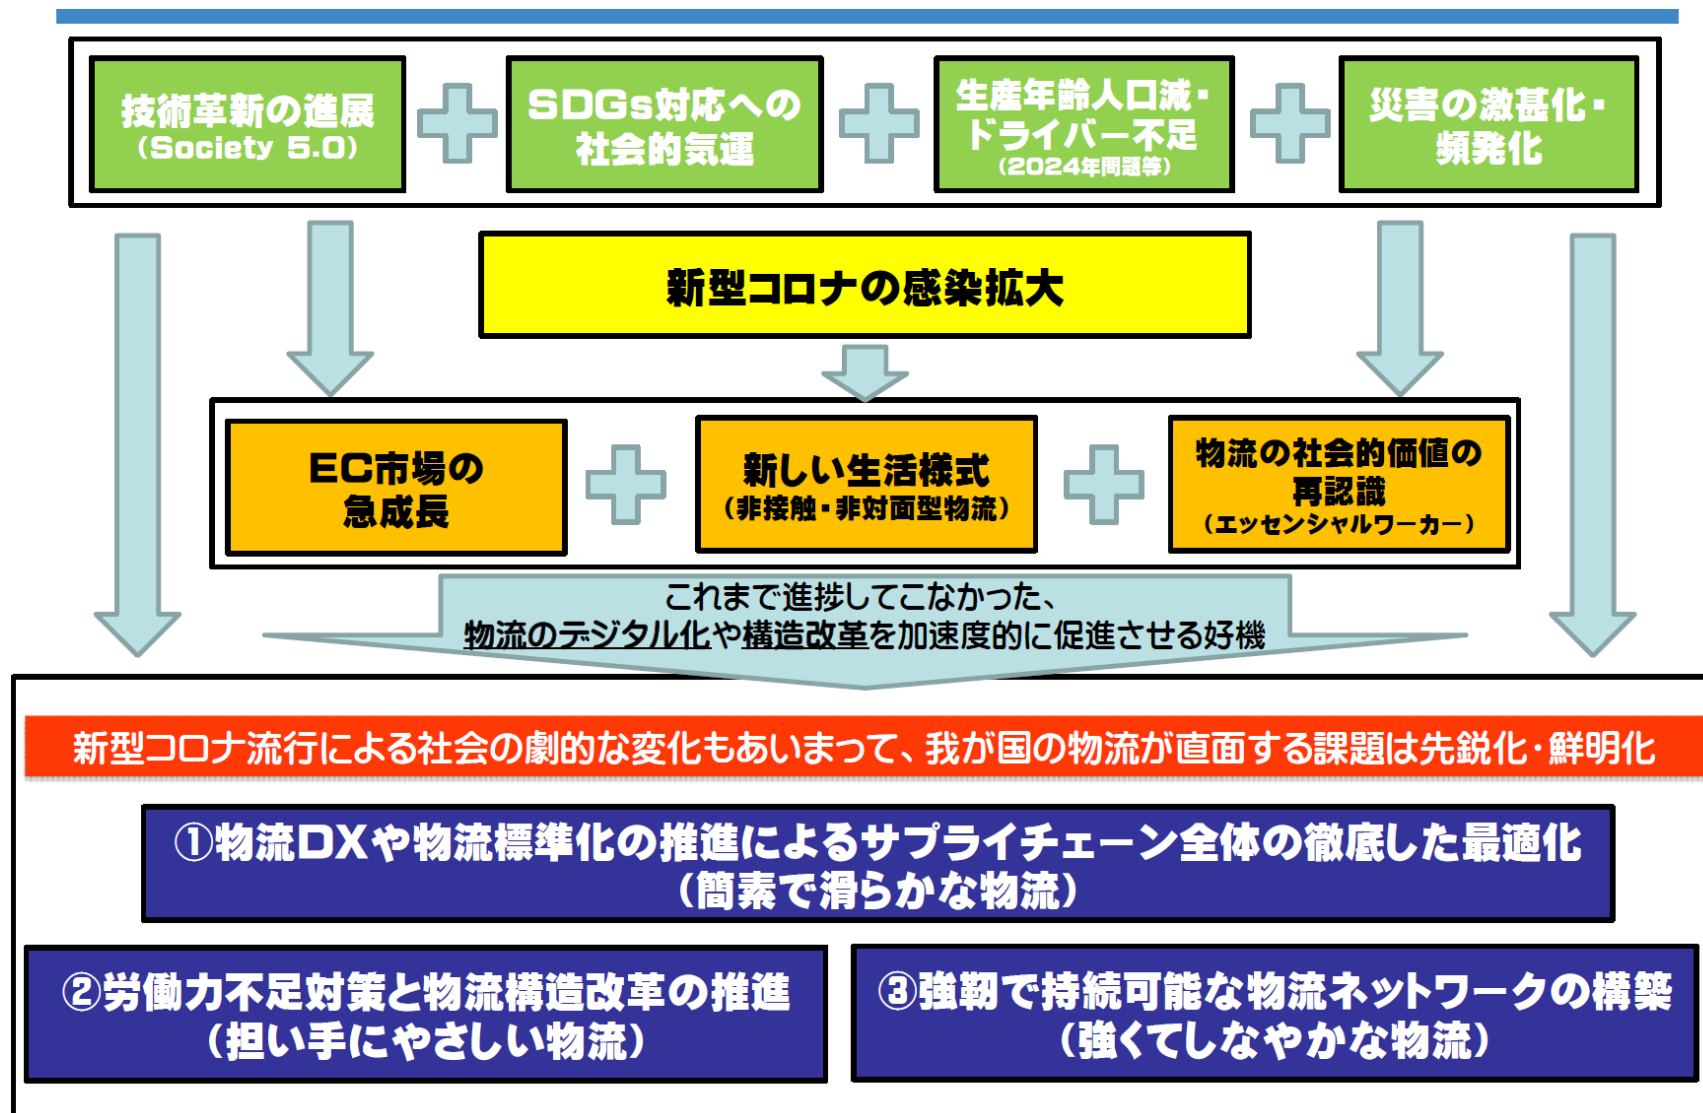 技術革新の進展
（Society 5.0）
SDGs対応への
社会的気運
生産年齢人口減・
ドライバー不足
（2024年問題等）
災害の激甚化・
頻発化
新型コロナの感染拡大
EC市場の
急成長
新しい生活様式
（非接触・非対面型物流）
物流の社会的価値の
再認識
（エッセンシャルワーカー）
これまで進捗してこなかった、
物流のデジタル化や構造改革を加速度的に促進させる好機
新型コロナ流行による社会の劇的な変化もあいまって、我が国の物流が直面する課題は先鋭化・鮮明化
①物流DXや物流標準化の推進によるサプライチェーン全体の徹底した最適化
（簡素で滑らかな物流）
②労働力不足対策と物流構造改革の推進
（担い手にやさしい物流）
③強靭で持続可能な物流ネットワークの構築
（強くてしなやかな物流）